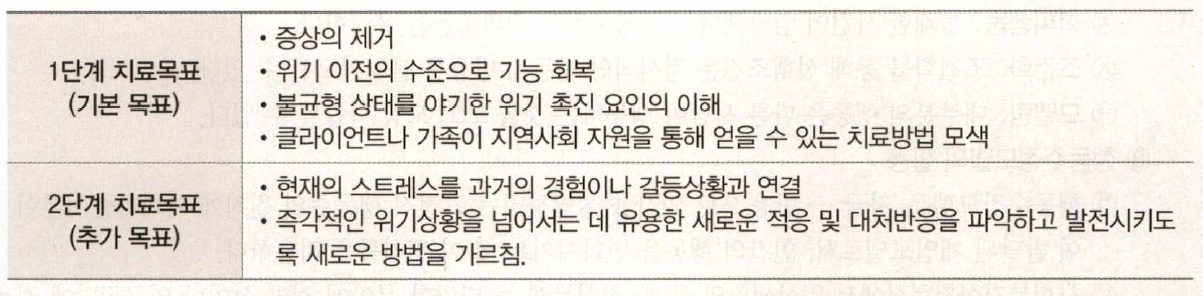 1단계 치료목표
(기본 목표)
• 증상의 제거
• 위기 이전의 수준으로 기능 회복
• 불균형 상태를 야기한 위기 촉진 요인의 이해
• 클라이언트나 가족이 지역사회 자원을 통해 얻을 수 있는 치료방법 모색
2단계 치료목표
(추가 목표)
• 현재의 스트레스를 과거의 경험이나 갈등상황과 연결
• 즉각적인 위기상황을 넘어서는 데 유용한 새로운 적응 및 대처반응을 파악하고 발전시키도
록 새로운 방법을 가르침.